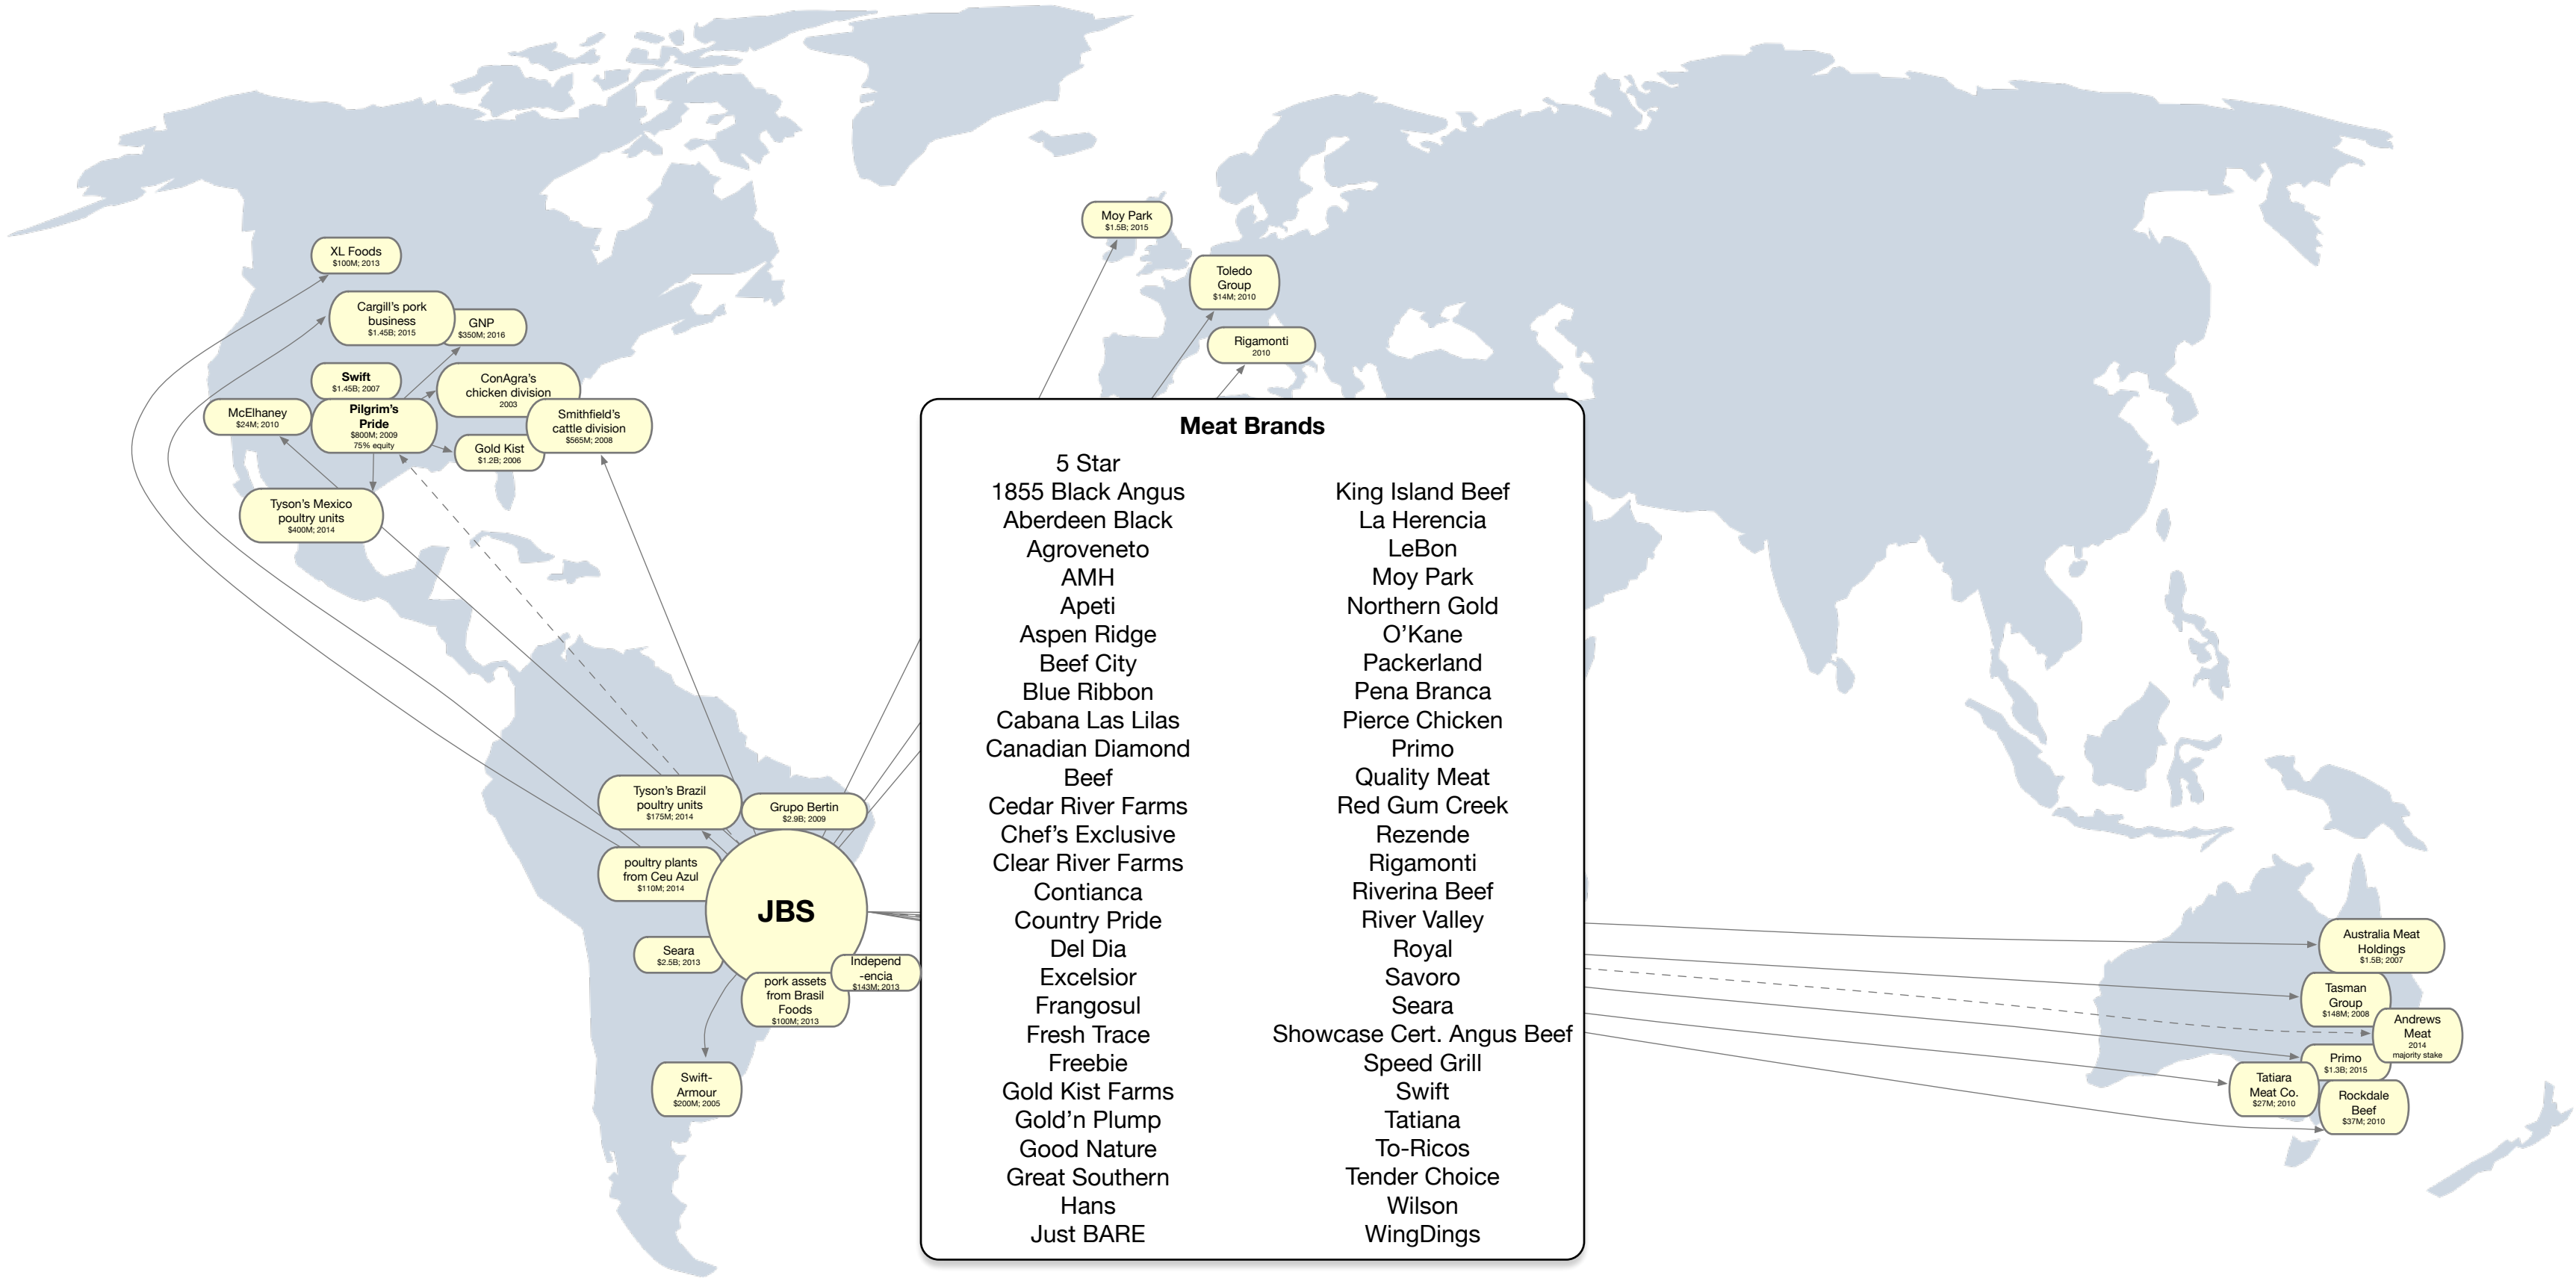 Moy Park
$1.5B; 2015
XL Foods
$100M; 2013
Toledo
Group
$14M; 2010
Cargill’s pork
business
$1.45B; 2015
GNP
$350M; 2016
Rigamonti
2010
Swift
$1.45B; 2007
ConAgra’s
chicken division
2003
McElhaney
$24M; 2010
Pilgrim’s
Pride
$800M; 2009
75% equity
Smithfield’s
cattle division
$565M; 2008
Gold Kist
$1.2B; 2006
Tyson’s Mexico
poultry units
$400M; 2014
Tyson’s Brazil
poultry units
$175M; 2014
Grupo Bertin
$2.9B; 2009
poultry plants
from Ceu Azul
$110M; 2014
JBS
Seara
$2.5B; 2013
Independ
-encia
$143M; 2013
pork assets
from Brasil
Foods
$100M; 2013
Swift-
Armour
$200M; 2005
Meat Brands
5 Star
1855 Black Angus
Aberdeen Black
Agroveneto
AMH
Apeti
Aspen Ridge
Beef City
Blue Ribbon
Cabana Las Lilas
Canadian Diamond
Beef
Cedar River Farms
Chef’s Exclusive
Clear River Farms
Contianca
Country Pride
Del Dia
Excelsior
Frangosul
Fresh Trace
Freebie
Gold Kist Farms
Gold’n Plump
Good Nature
Great Southern
Hans
Just BARE
King Island Beef
La Herencia
LeBon
Moy Park
Northern Gold
O’Kane
Packerland
Pena Branca
Pierce Chicken
Primo
Quality Meat
Red Gum Creek
Rezende
Rigamonti
Riverina Beef
River Valley
Royal
Savoro
Seara
Showcase Cert. Angus Beef
Speed Grill
Swift
Tatiana
To-Ricos
Tender Choice
Wilson
WingDings
Australia Meat
Holdings
$1.5B; 2007
Tasman
Group
$148M; 2008
Andrews
Meat
2014
majority stake
Primo
$1.3B; 2015
Tatiara
Meat Co.
$27M; 2010
Rockdale
Beef
$37M; 2010